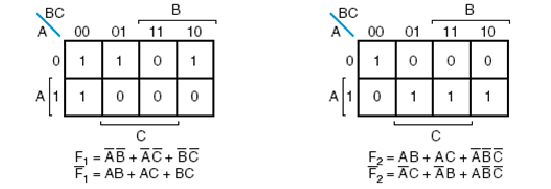 BC B
A 00 01 11 10
0 1 1 0 1
A 1 1 0 0 0
C
F₁ = A̅B̅ + A̅C̅ + B̅C̅
F̅₁ = AB + AC + BC
BC B
A 00 01 11 10
0 1 0 0 0
A 1 0 1 1 1
C
F₂ = AB + AC + A̅B̅C̅
F̅₂ = A̅C + A̅B + AB̅C̅